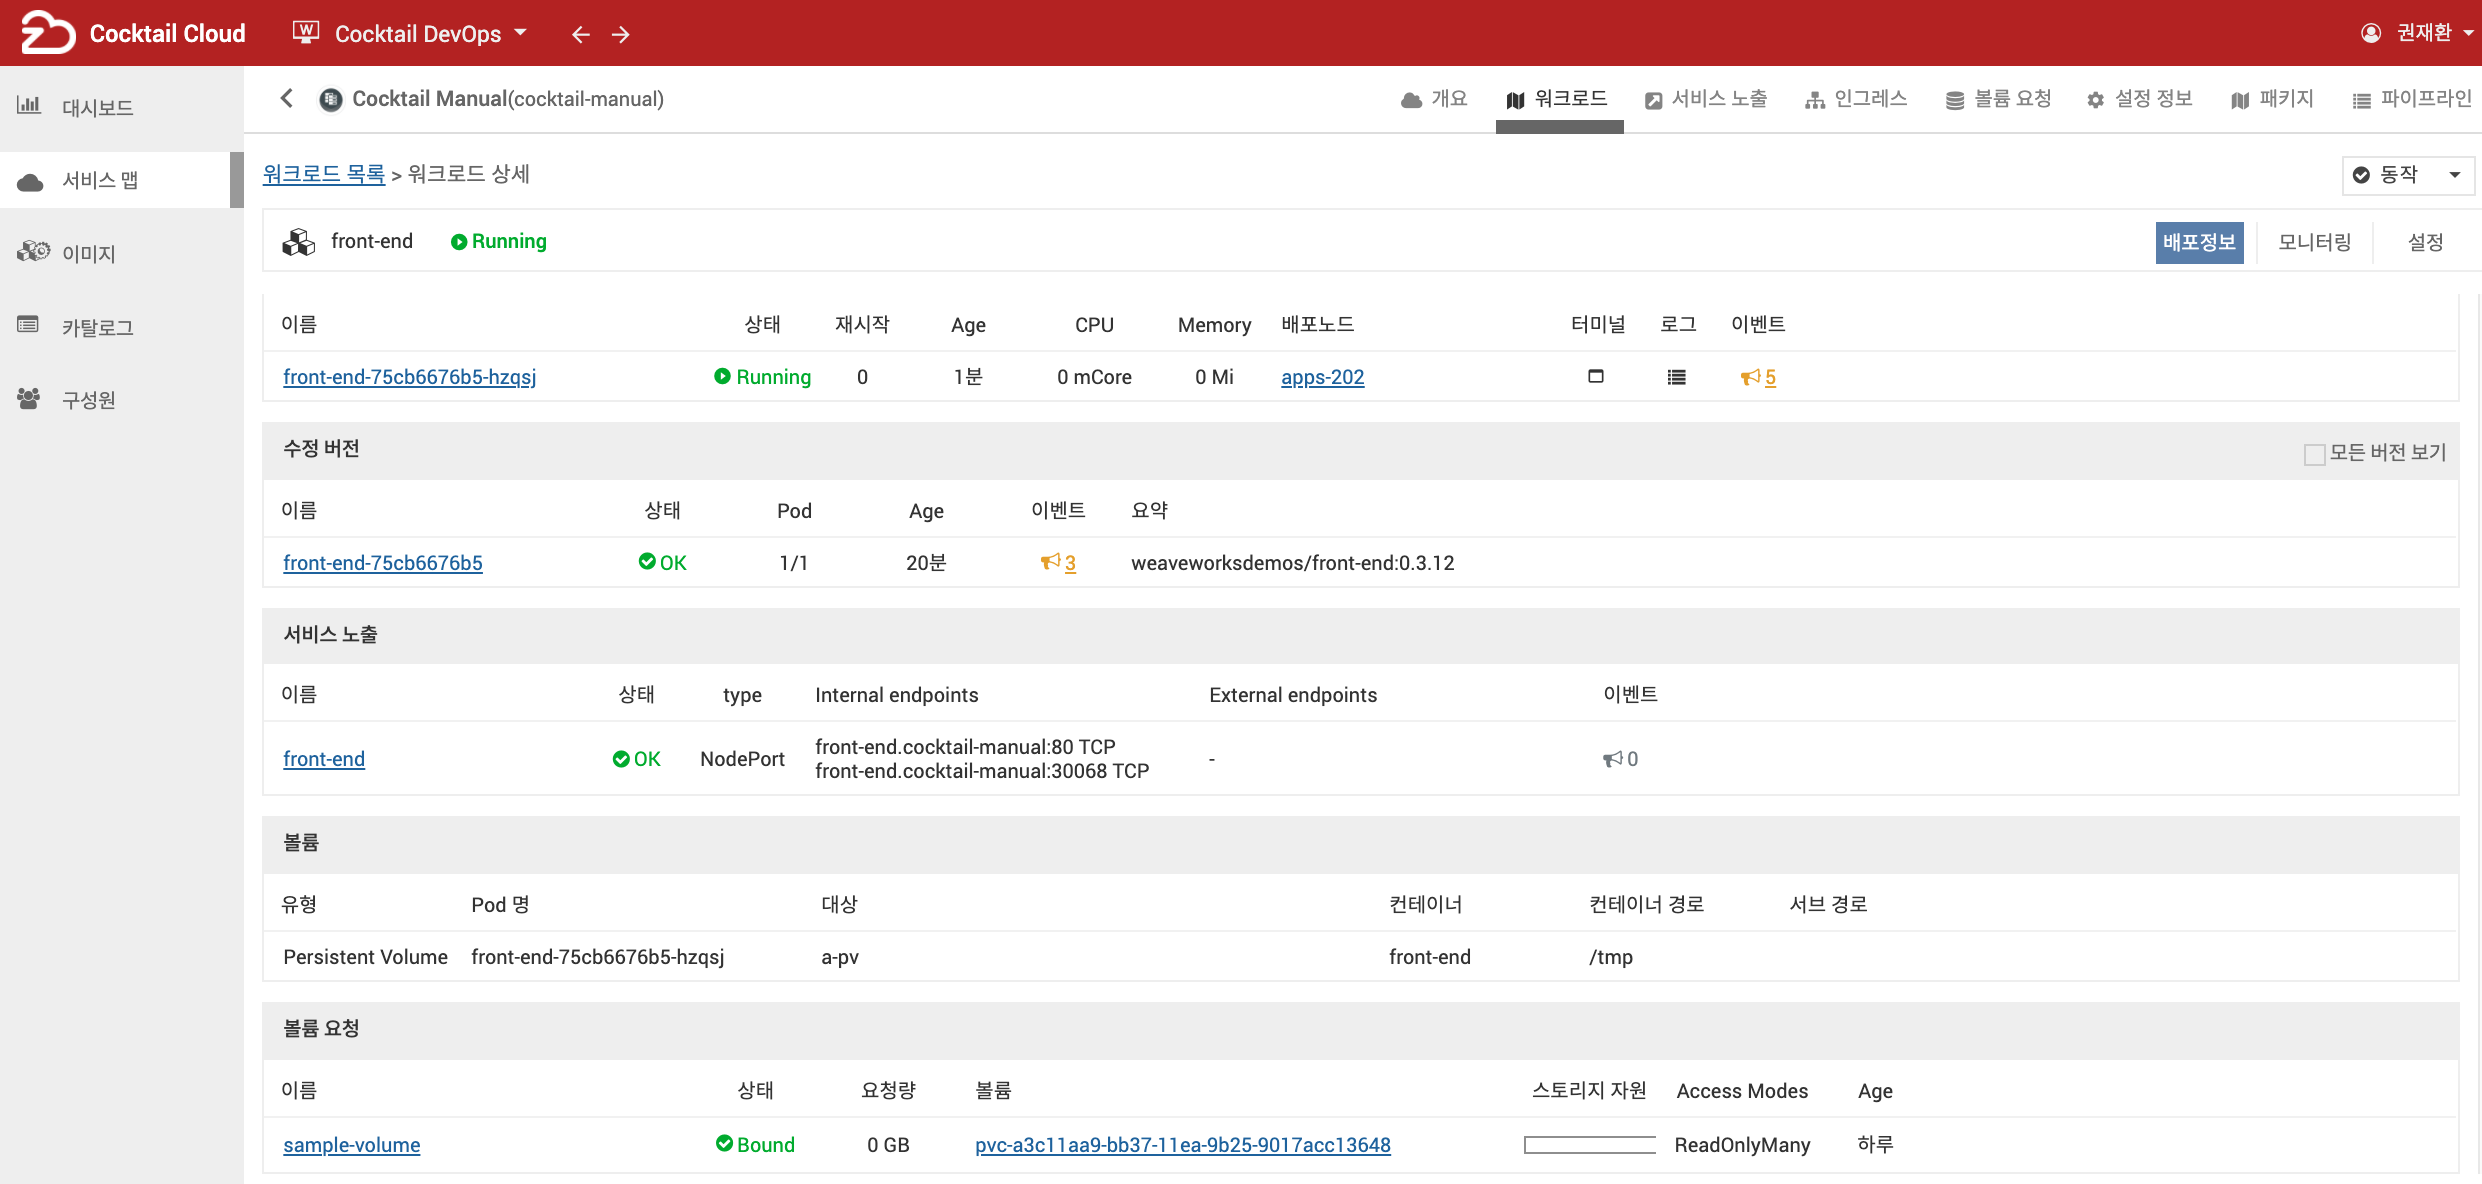 Cocktail Cloud
W
Cocktail DevOps
권재환
대시보드
서비스 맵
이미지
카탈로그
구성원
Cocktail Manual(cocktail-manual)
개요
워크로드
서비스 노출
인그레스
볼륨 요청
설정 정보
패키지
파이프라인
워크로드 목록 > 워크로드 상세
동작
front-end
Running
배포정보
모니터링
설정
이름 상태 재시작 Age CPU Memory 배포노드 터미널 로그 이벤트
front-end-75cb6676b5-hzqsj Running 0 1분 0 mCore 0 Mi apps-202 5
수정 버전
모든 버전 보기
이름 상태 Pod Age 이벤트 요약
front-end-75cb6676b5 OK 1/1 20분 3 weaveworksdemos/front-end:0.3.12
서비스 노출
이름 상태 type Internal endpoints External endpoints 이벤트
front-end OK NodePort front-end.cocktail-manual:80 TCP - 0
front-end.cocktail-manual:30068 TCP
볼륨
유형 Pod 명 대상 컨테이너 컨테이너 경로 서브 경로
Persistent Volume front-end-75cb6676b5-hzqsj a-pv front-end /tmp
볼륨 요청
이름 상태 요청량 볼륨 스토리지 자원 Access Modes Age
sample-volume Bound 0 GB pvc-a3c11aa9-bb37-11ea-9b25-9017acc13648 ReadOnlyMany 하루